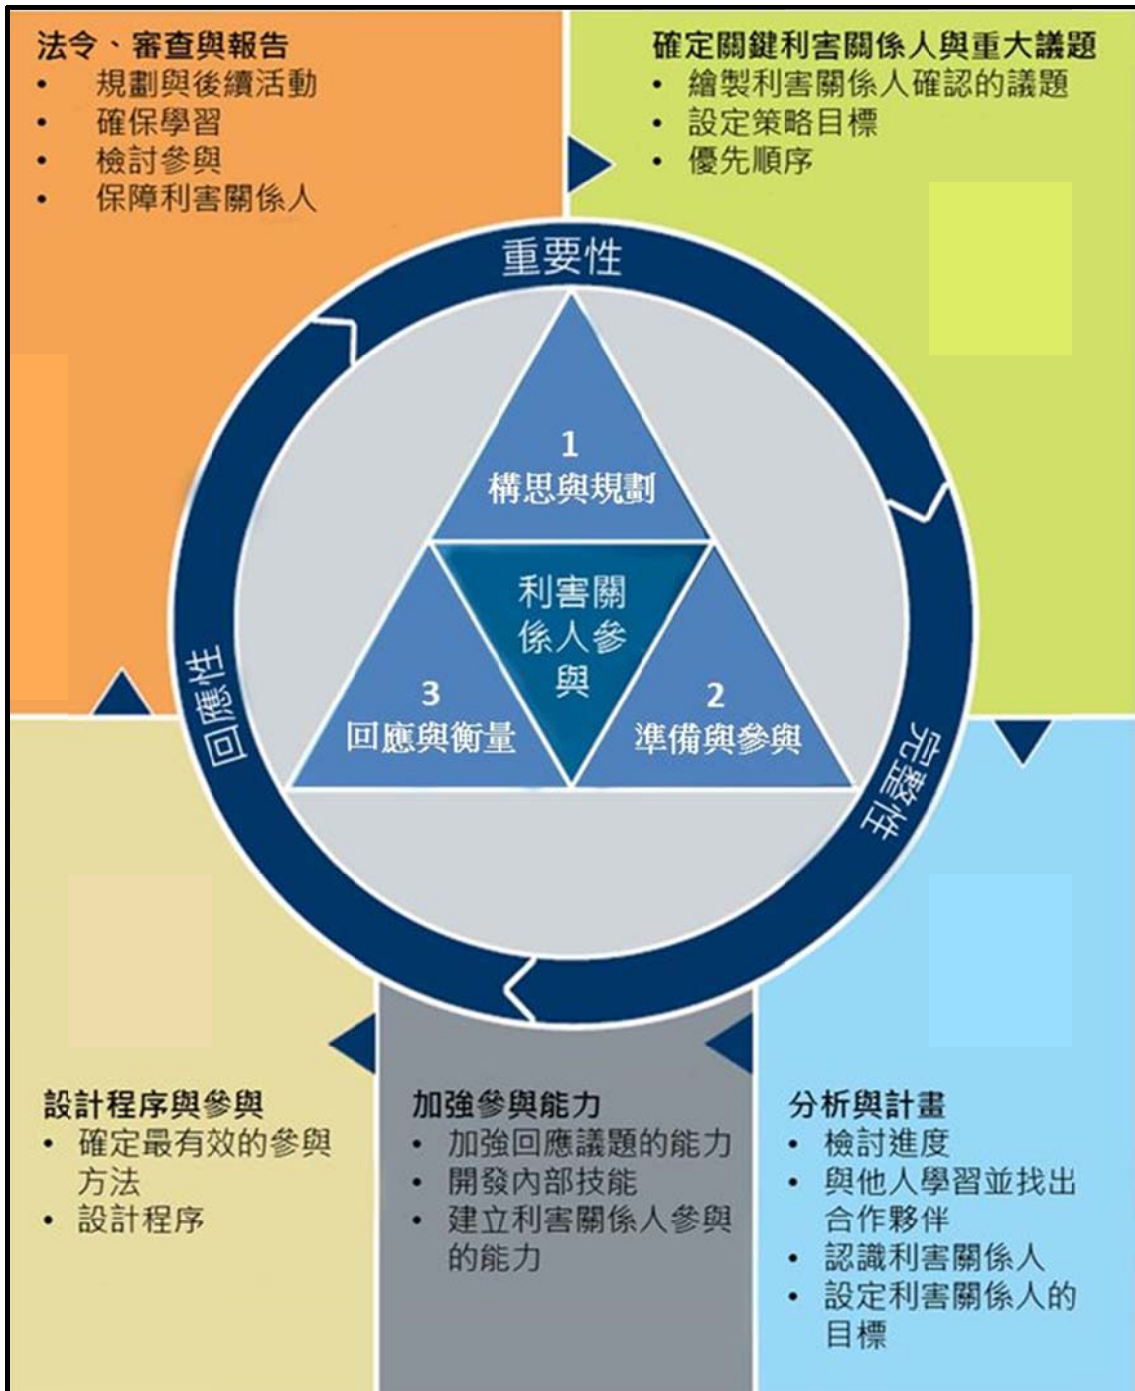 法令、審查與報告
• 規劃與後續活動
• 確保學習
• 檢討參與
• 保障利害關係人
確定關鍵利害關係人與重大議題
• 繪製利害關係人確認的議題
• 設定策略目標
• 優先順序
重要性
1
構思與規劃
利害關
係人參
與
3
回應與衡量
2
準備與參與
回應性
完整性
設計程序與參與
• 確定最有效的參與
方法
• 設計程序
加強參與能力
• 加強回應議題的能力
• 開發內部技能
• 建立利害關係人參與
的能力
分析與計畫
• 檢討進度
• 與他人學習並找出
合作夥伴
• 認識利害關係人
• 設定利害關係人的
目標